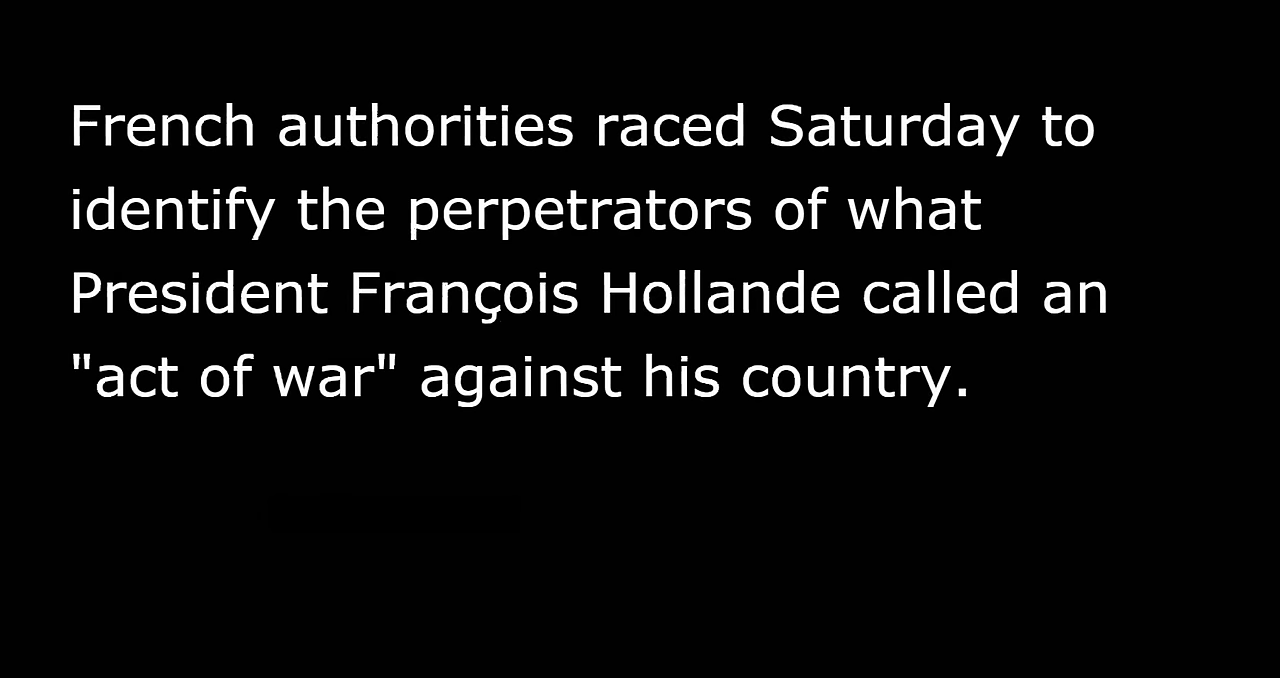 French authorities raced Saturday to
identify the perpetrators of what
President François Hollande called an
"act of war" against his country.